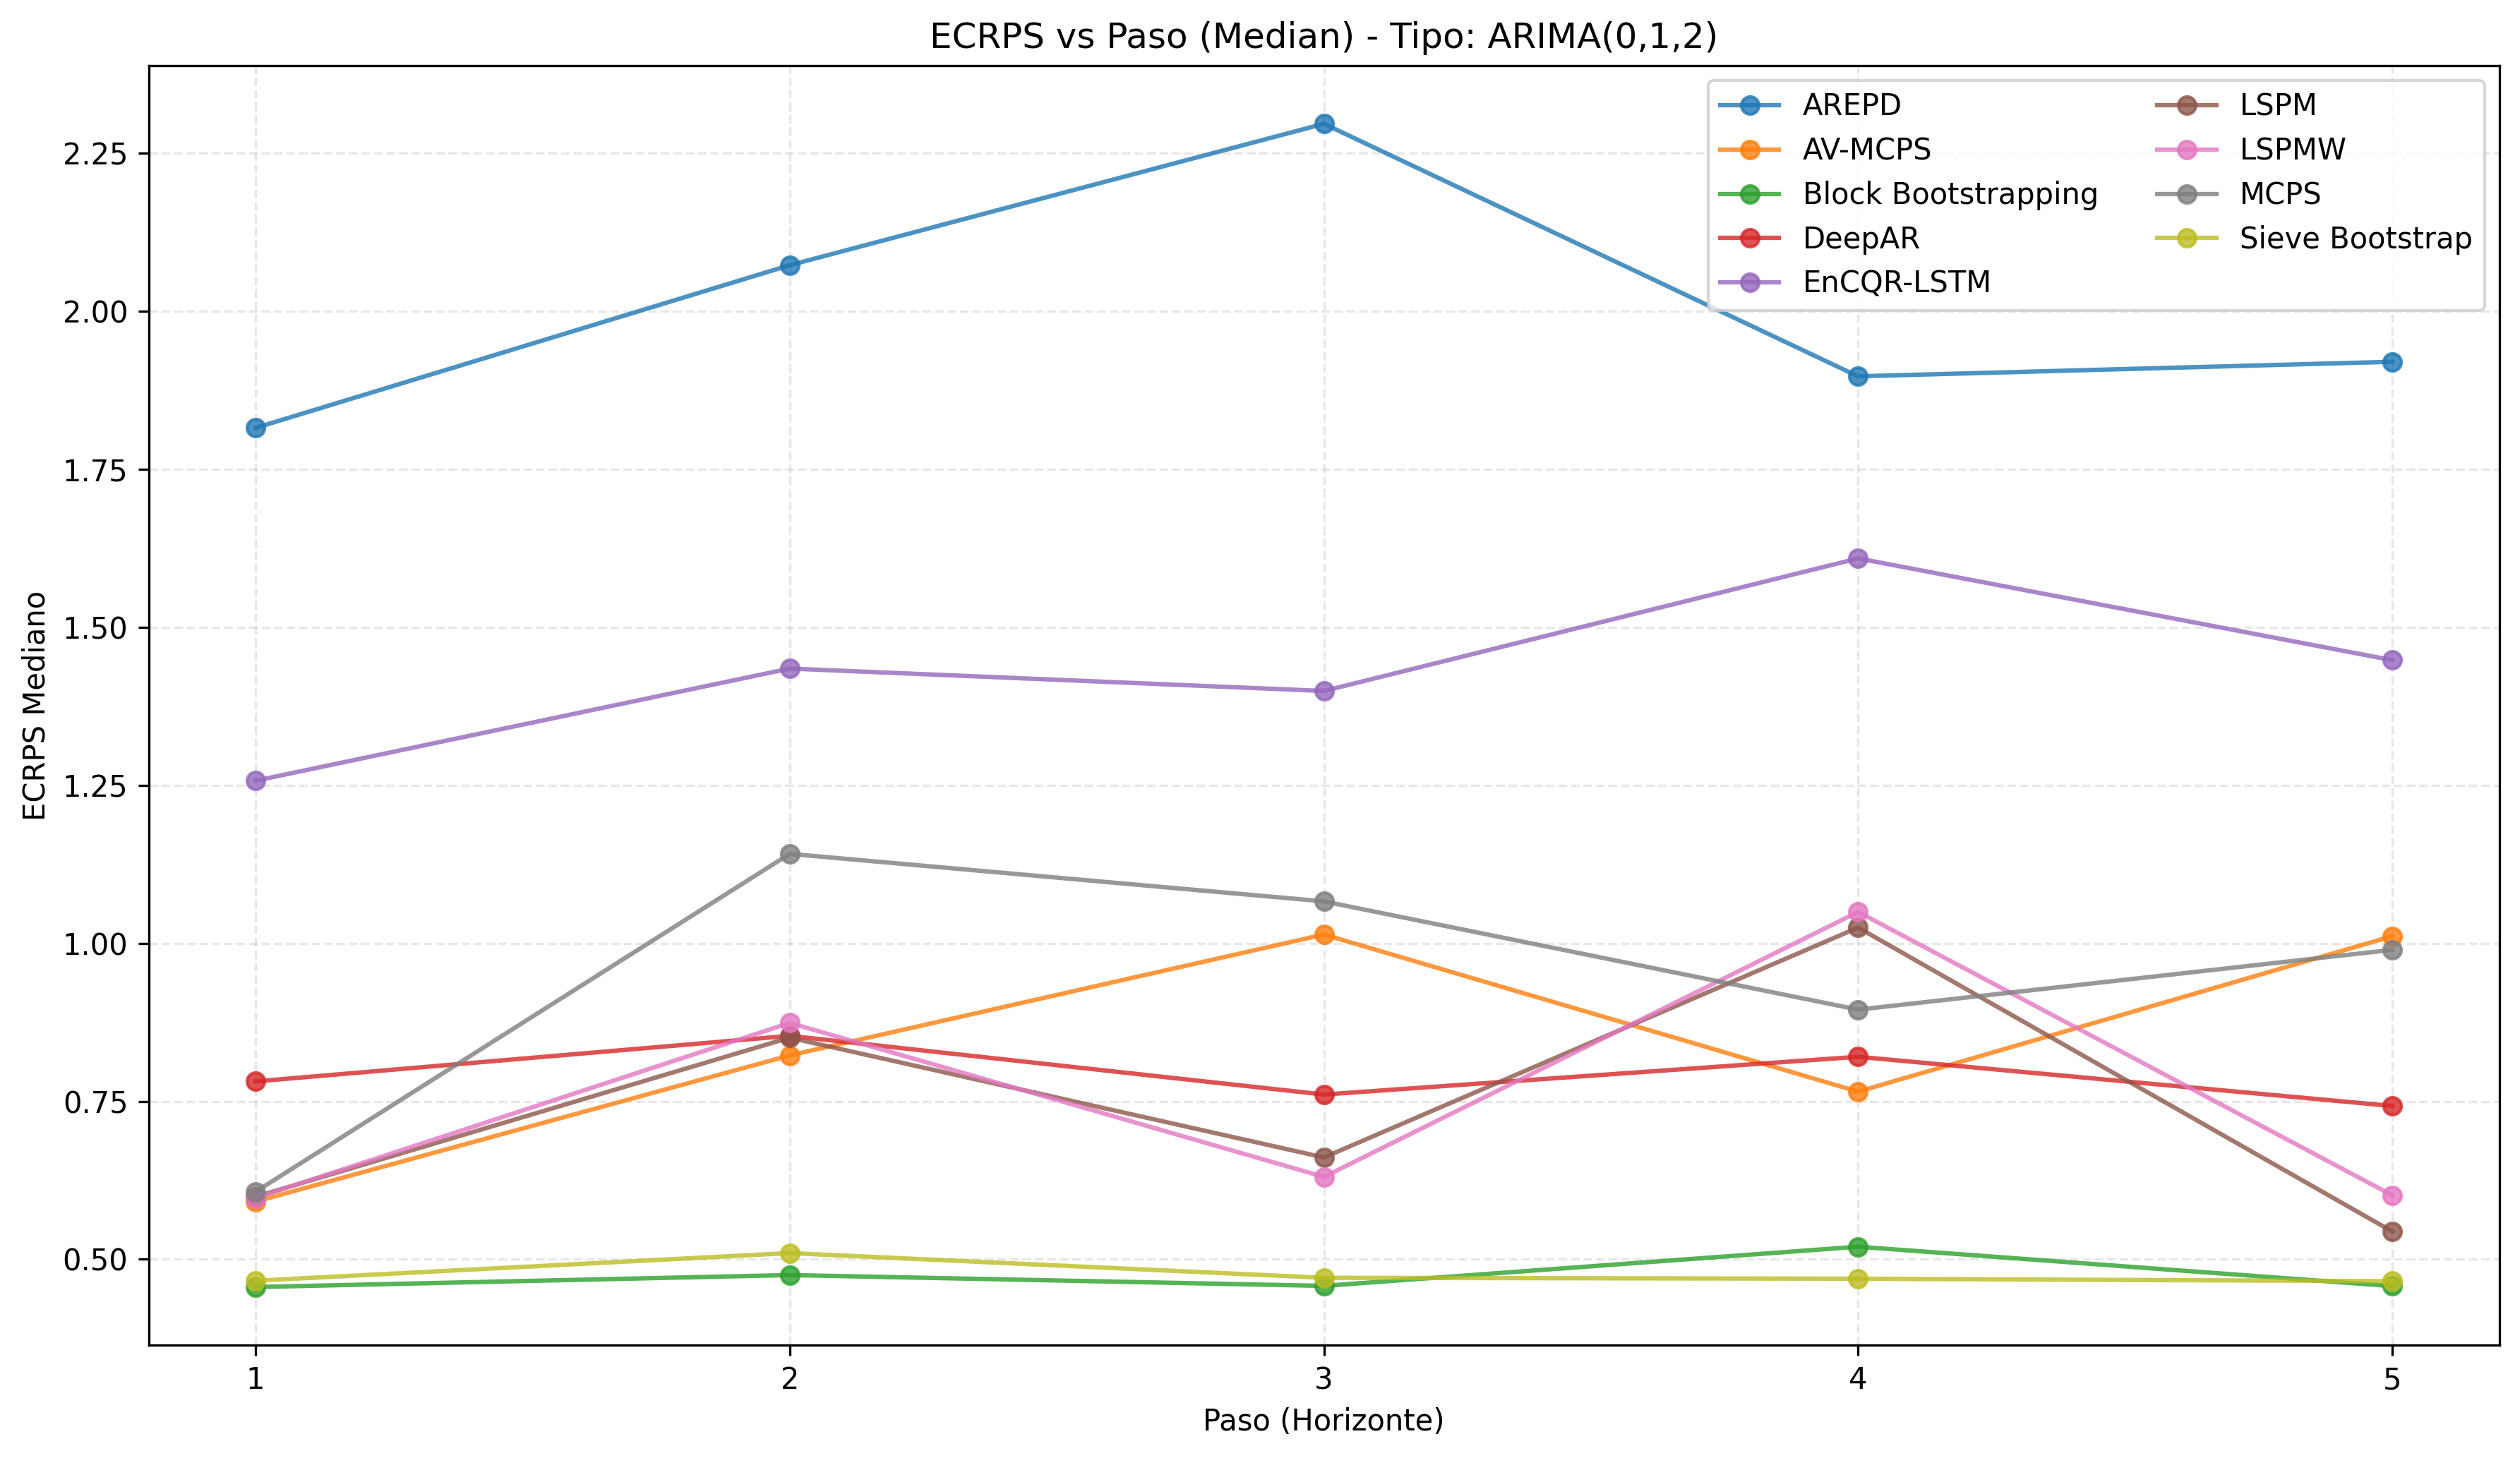 ECRPS vs Paso (Median) - Tipo: ARIMA(0,1,2)
AREPD
AV-MCPS
Block Bootstrapping
DeepAR
EnCQR-LSTM
LSPM
LSPMW
MCPS
Sieve Bootstrap
ECRPS Mediano
2.25
2.00
1.75
1.50
1.25
1.00
0.75
0.50
1 2 3 4 5
Paso (Horizonte)